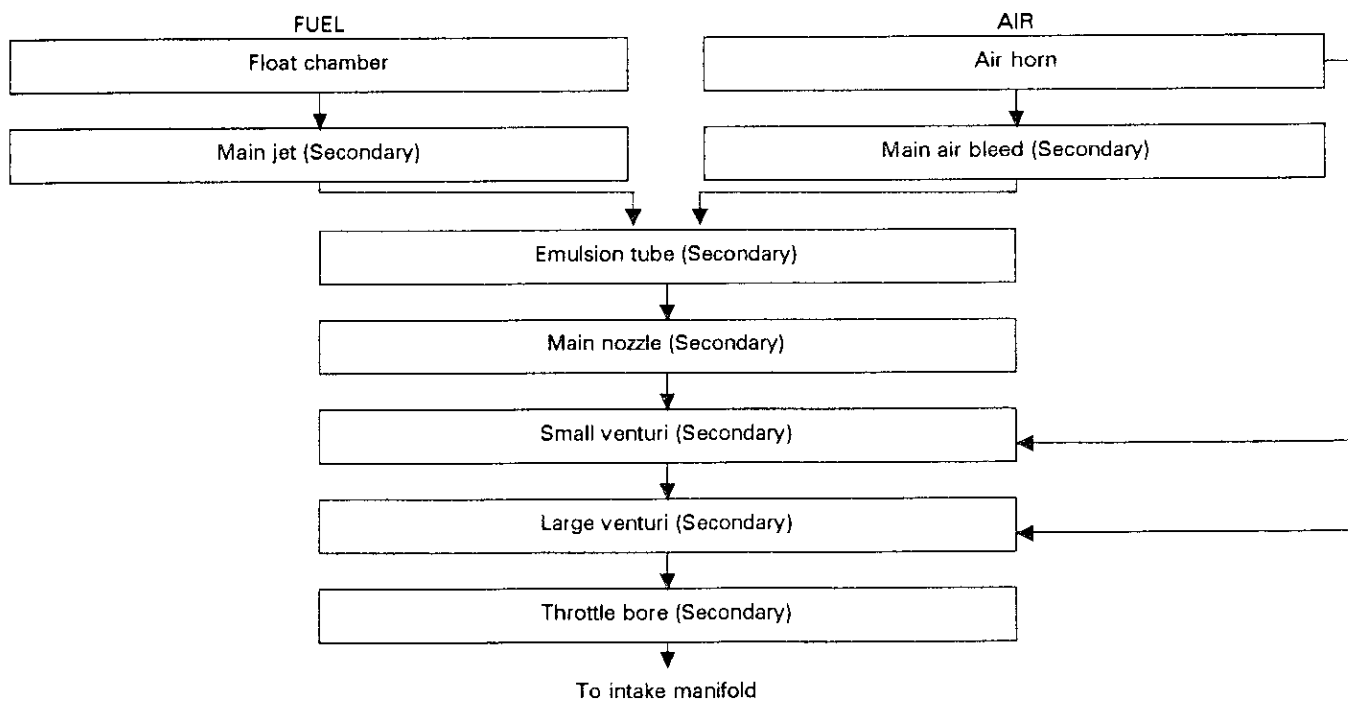 FUEL
AIR
Float chamber
Air horn
Main jet (Secondary)
Main air bleed (Secondary)
Emulsion tube (Secondary)
Main nozzle (Secondary)
Small venturi (Secondary)
Large venturi (Secondary)
Throttle bore (Secondary)
To intake manifold